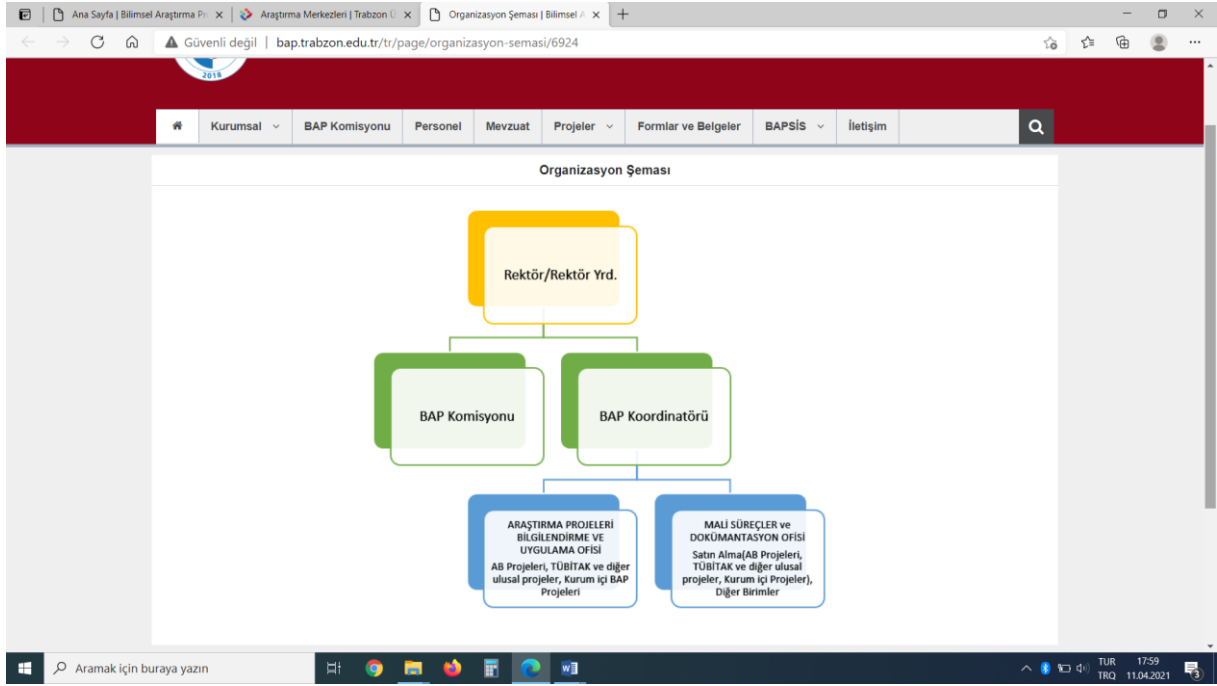 Ana Sayfa | Bilimsel Araştırma Pr
Araştırma Merkezleri | Trabzon Ü
Organizasyon Şeması | Bilimsel A
Güvenli değil | bap.trabzon.edu.tr/tr/page/organizasyon-semasi/6924
2018
Kurumsal
BAP Komisyonu
Personel
Mevzuat
Projeler
Formlar ve Belgeler
BAPSİS
İletişim
Organizasyon Şeması
Rektör/Rektör Yrd.
BAP Komisyonu
BAP Koordinatörü
ARAŞTIRMA PROJELERİ
BİLGİLENDİRME VE
UYGULAMA OFİSİ
AB Projeleri, TÜBİTAK ve diğer
ulusal projeler, Kurum içi BAP
Projeleri
MALİ SÜREÇLER ve
DOKÜMANTASYON OFİSİ
Satın Alma(AB Projeleri,
TÜBİTAK ve diğer ulusal
projeler, Kurum içi Projeler),
Diğer Birimler
Aramak için buraya yazın
TUR
TRQ
17:59
11.04.2021
3